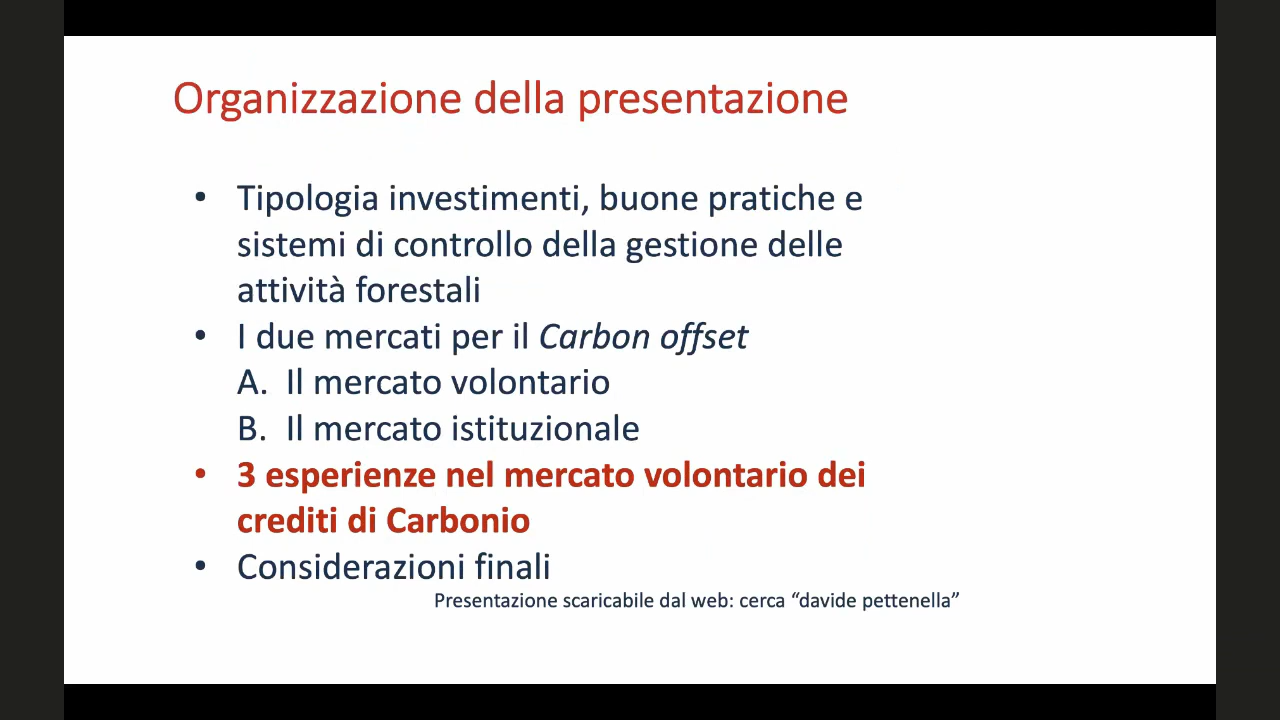 Organizzazione della presentazione
• Tipologia investimenti, buone pratiche e
sistemi di controllo della gestione delle
attività forestali
• I due mercati per il Carbon offset
A. Il mercato volontario
B. Il mercato istituzionale
• 3 esperienze nel mercato volontario dei
crediti di Carbonio
• Considerazioni finali
Presentazione scaricabile dal web: cerca “davide pettenella”